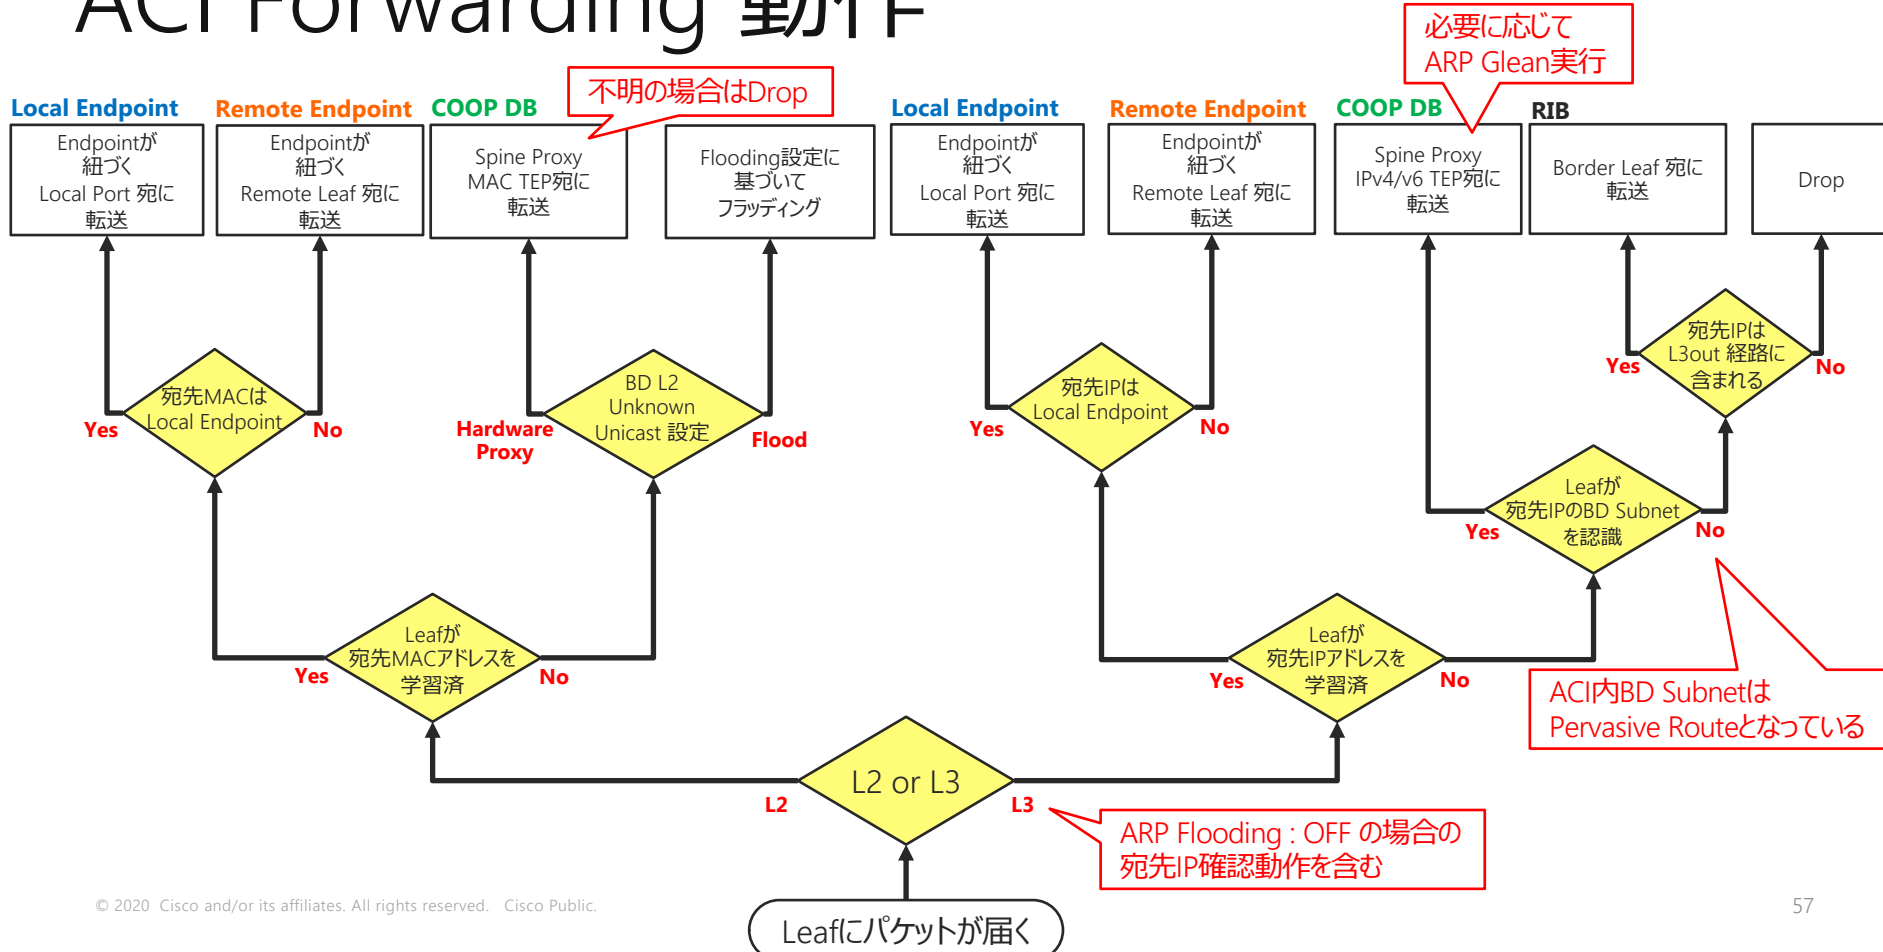 ACI Forwarding 動作
必要に応じて
ARP Glean実行
不明の場合はDrop
Local Endpoint
Remote Endpoint
COOP DB
Local Endpoint
Remote Endpoint
COOP DB
RIB
Endpointが
紐づく
Local Port 宛に
転送
Endpointが
紐づく
Remote Leaf 宛に
転送
Spine Proxy
MAC TEP宛に
転送
Flooding設定に
基づいて
フラッディング
Endpointが
紐づく
Local Port 宛に
転送
Endpointが
紐づく
Remote Leaf 宛に
転送
Spine Proxy
IPv4/v6 TEP宛に
転送
Border Leaf 宛に
転送
Drop
宛先IPは
L3out 経路に
含まれる
Yes
No
宛先MACは
Local Endpoint
Yes
No
BD L2
Unknown
Unicast 設定
Hardware
Proxy
Flood
宛先IPは
Local Endpoint
Yes
No
Leafが
宛先IPのBD Subnet
を認識
Yes
No
Leafが
宛先MACアドレスを
学習済
Yes
No
Leafが
宛先IPアドレスを
学習済
Yes
No
ACI内BD Subnetは
Pervasive Routeとなっている
L2 or L3
L2
L3
ARP Flooding : OFF の場合の
宛先IP確認動作を含む
Leafにパケットが届く
© 2020 Cisco and/or its affiliates. All rights reserved. Cisco Public.
57